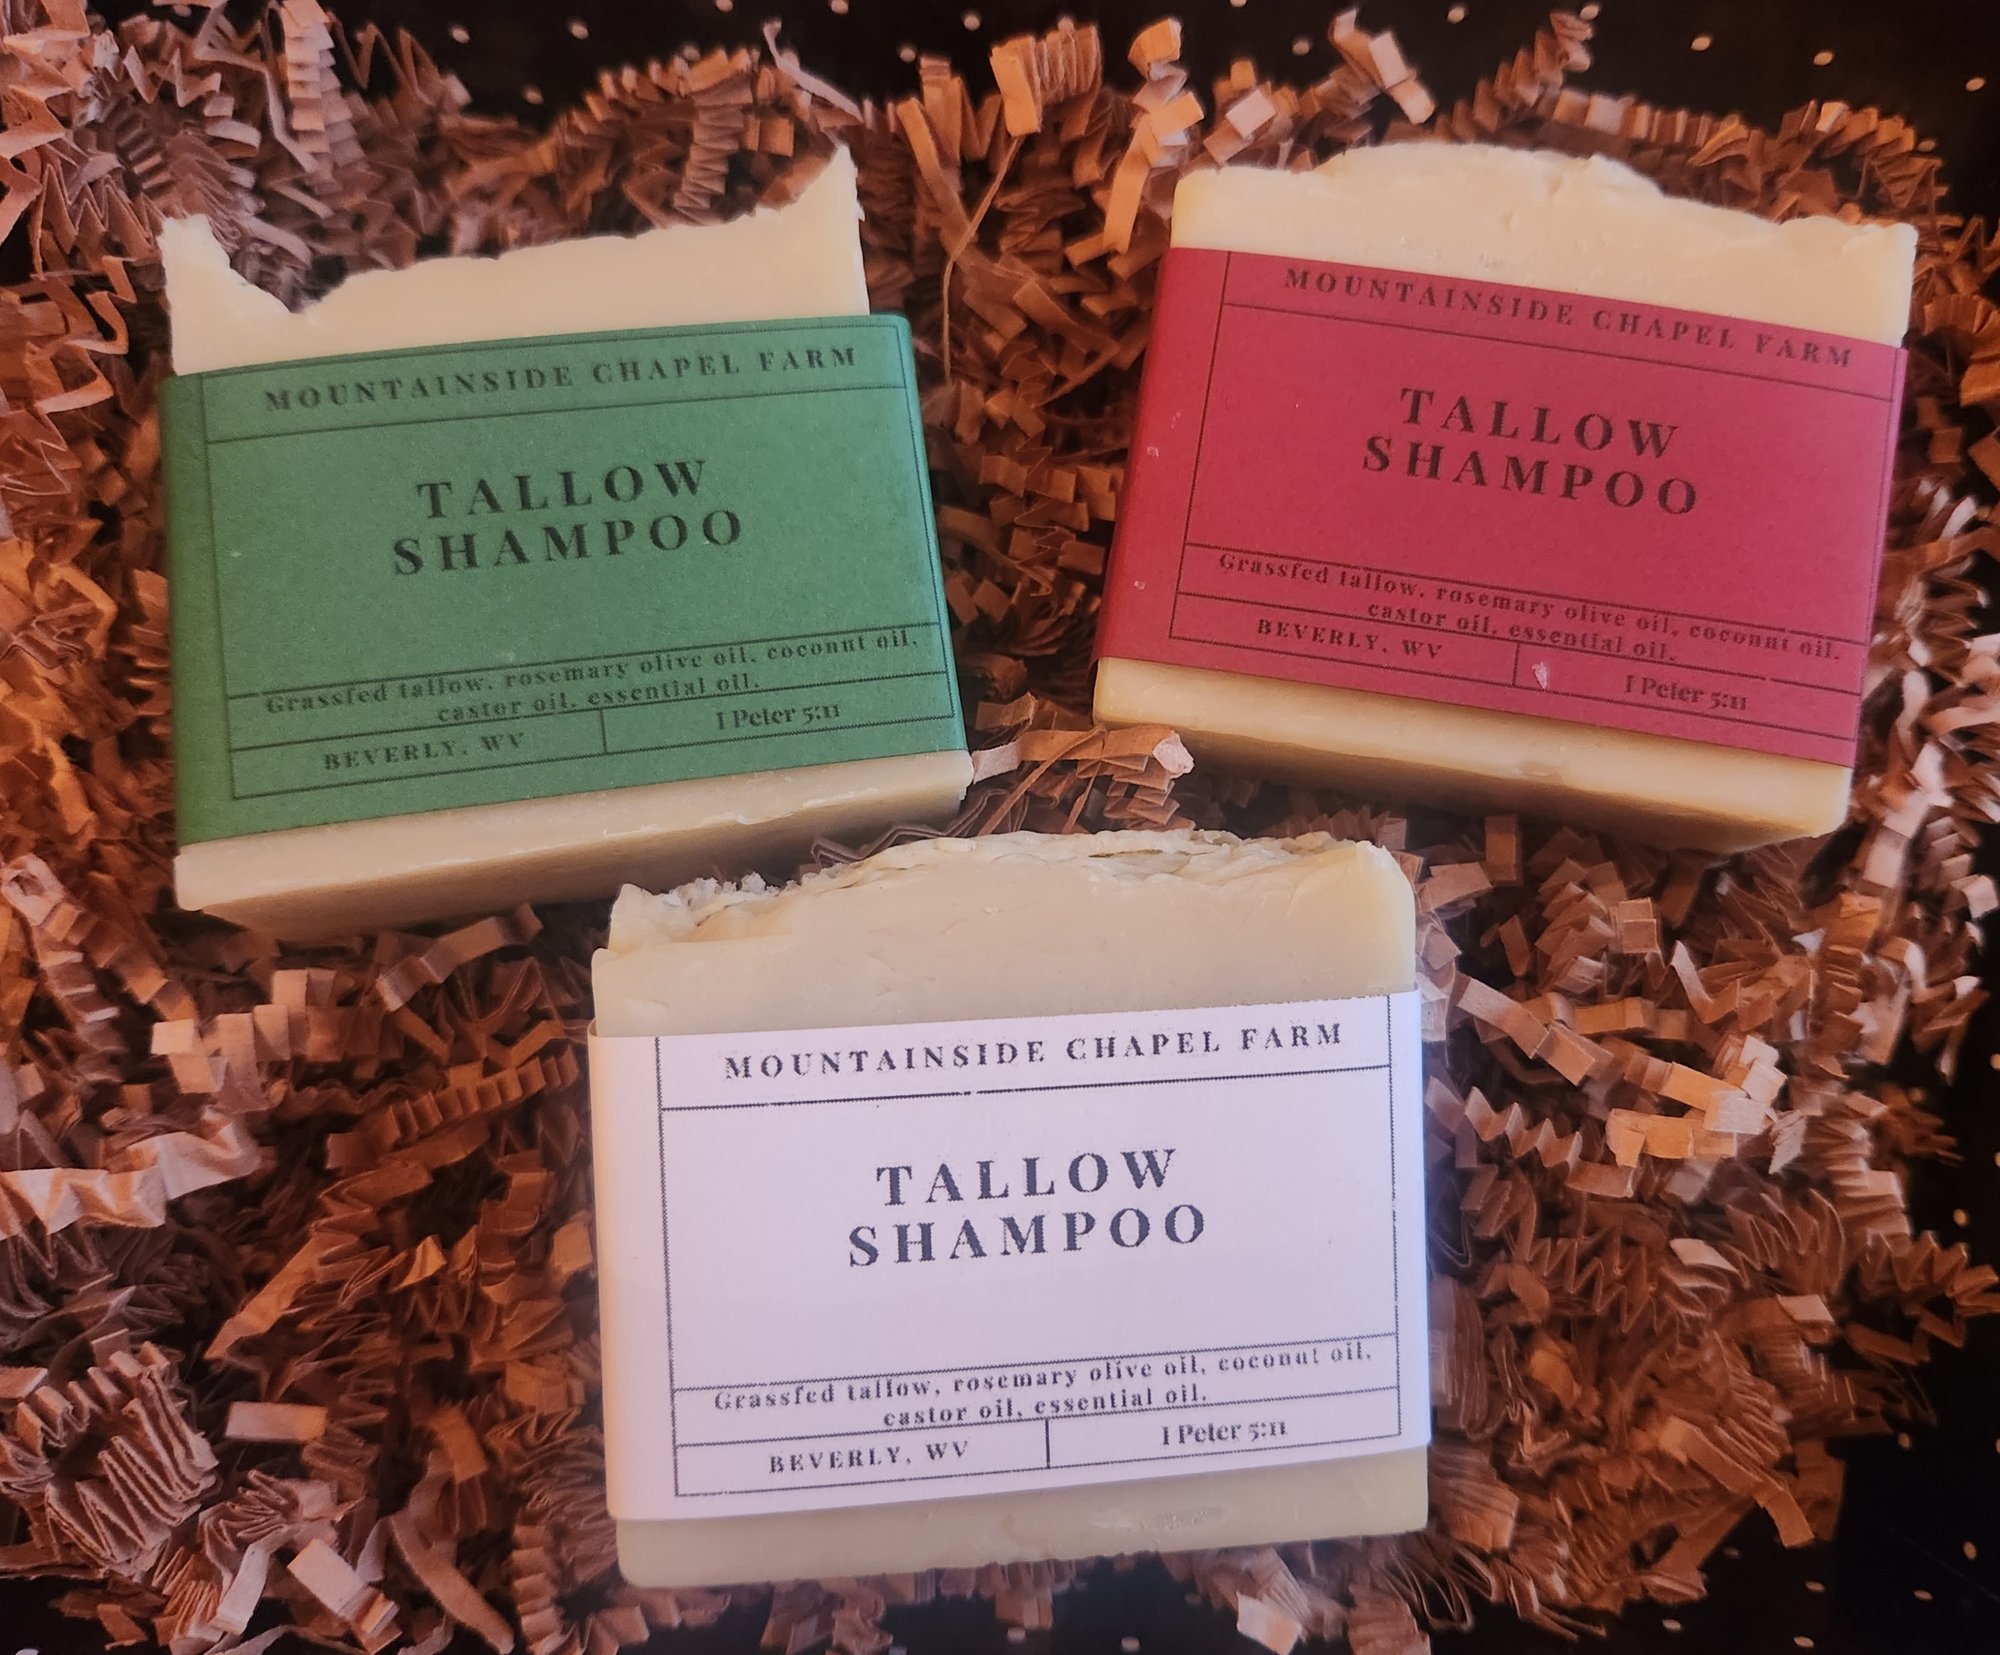 MOUNTAINSIDE CHAPEL FARM
TALLOW
SHAMPOO
Grassfed tallow, rosemary olive oil, coconut oil,
castor oil, essential oil.
BEVERLY, WV
1 Peter 5:11
MOUNTAINSIDE CHAPEL FARM
TALLOW
SHAMPOO
Grassfed tallow, rosemary olive oil, coconut oil,
castor oil, essential oil.
BEVERLY, WV
1 Peter 5:11
MOUNTAINSIDE CHAPEL FARM
TALLOW
SHAMPOO
Grassfed tallow, rosemary olive oil, coconut oil,
castor oil, essential oil.
BEVERLY, WV
1 Peter 5:11